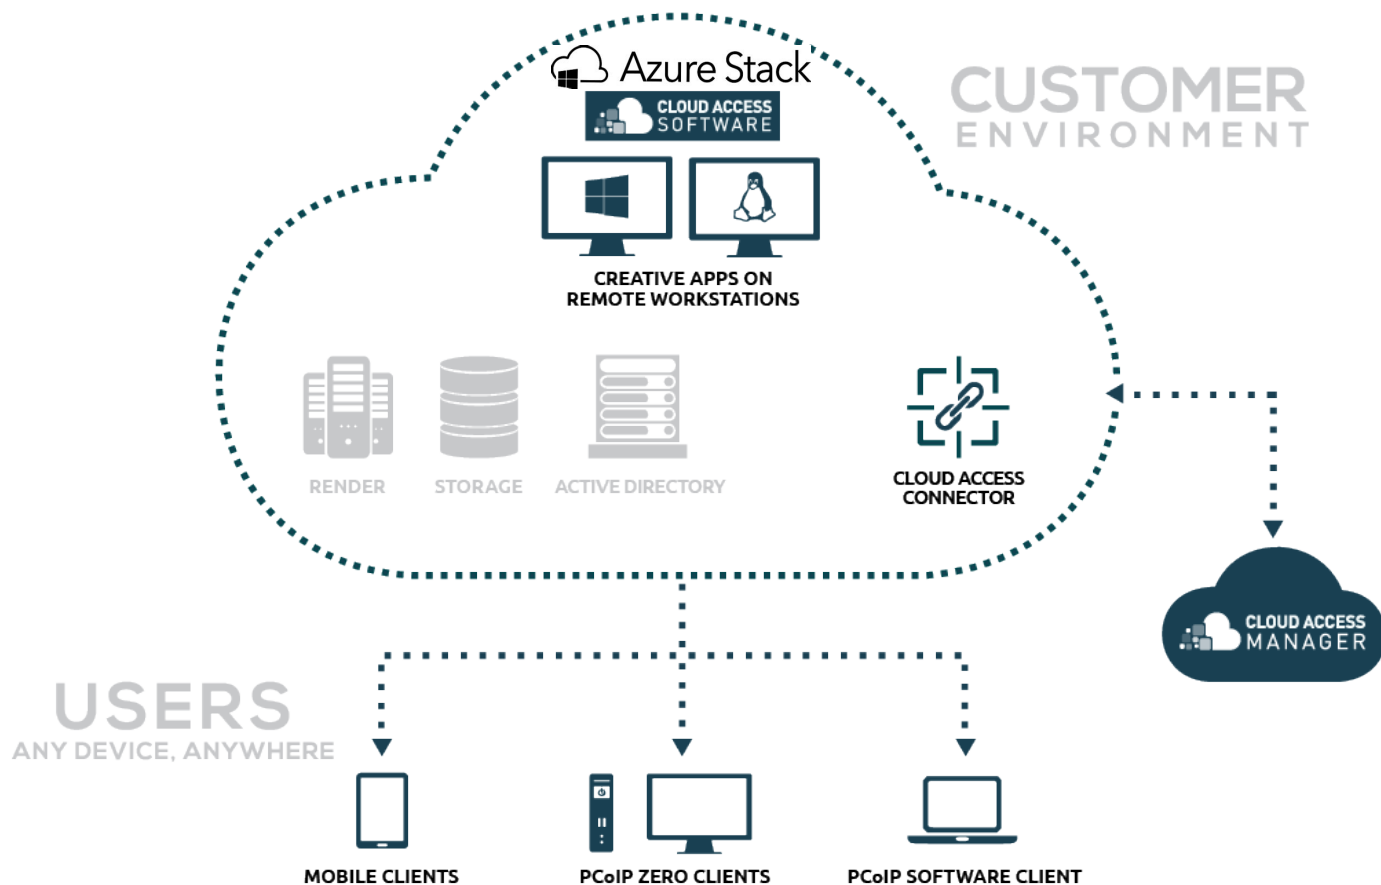 Azure Stack
CLOUD ACCESS
SOFTWARE
CUSTOMER
ENVIRONMENT
CREATIVE APPS ON
REMOTE WORKSTATIONS
RENDER
STORAGE
ACTIVE DIRECTORY
CLOUD ACCESS
CONNECTOR
CLOUD ACCESS
MANAGER
USERS
ANY DEVICE, ANYWHERE
MOBILE CLIENTS
PCoIP ZERO CLIENTS
PCoIP SOFTWARE CLIENT